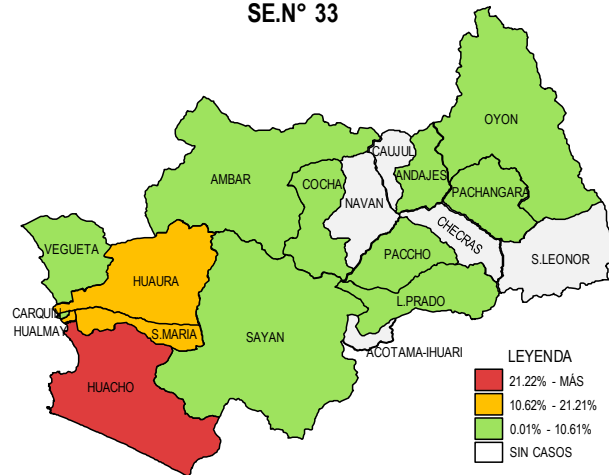 SE.N° 33
OYON
CAUJUL
ANDAJES
AMBAR
COCHA
NAVAN
PACHANGARA
CHECRAS
VEGUETA
PACCHO
S.LEONOR
HUAURA
L.PRADO
CARQUIN
HUALMAY
S.MARIA
SAYAN
ACOTAMA-IHUARI
HUACHO
LEYENDA
21.22% - MÁS
10.62% - 21.21%
0.01% - 10.61%
SIN CASOS